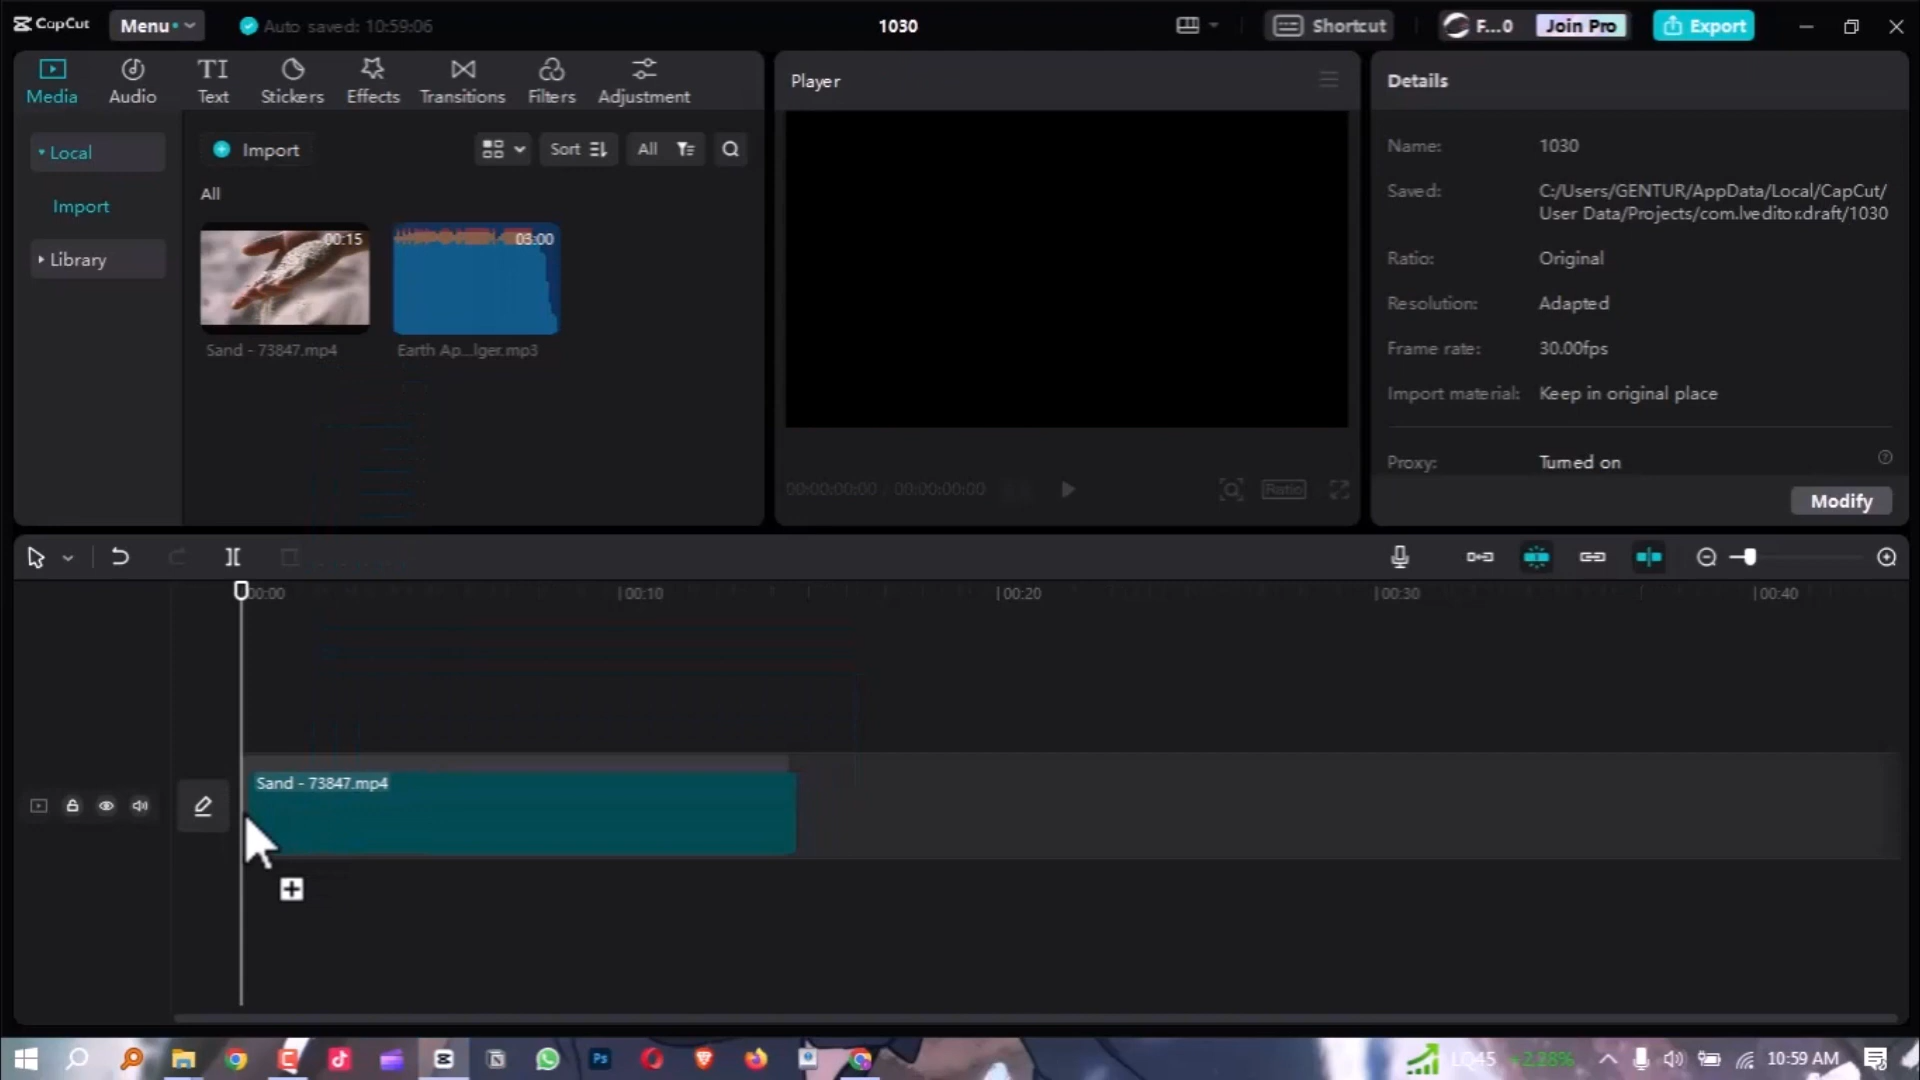 CapCut
Menu
Auto saved: 10:59:06
1030
Shortcut
F...0
Join Pro
Export
Media
Audio
TI
Text
Stickers
Effects
Transitions
Filters
Adjustment
Player
Details
Local
Import
Library
Import
Sort
All
All
00:15
03:00
Sand - 73847.mp4
Earth Ap...lger.mp3
00:00:00:00 / 00:00:00:00
Ratio
Name: 1030
Saved: C:/Users/GENTUR/AppData/Local/CapCut/
User Data/Projects/com.lveditor.draft/1030
Ratio: Original
Resolution: Adapted
Frame rate: 30.00fps
Import material: Keep in original place
Proxy: Turned on
Modify
00:00
00:10
00:20
00:30
00:40
Sand - 73847.mp4
Ps
LQ45 +2.28%
10:59 AM